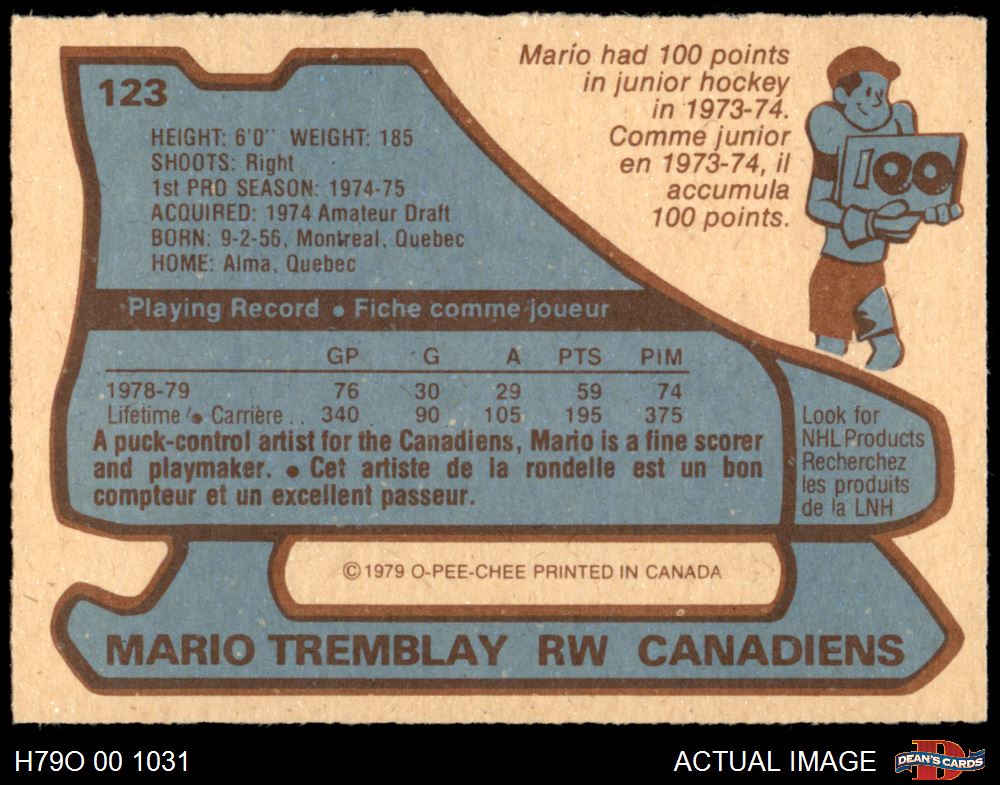 Mario had 100 points
in junior hockey
in 1973-74.
Comme junior
en 1973-74, il
accumula
100 points.
100
123
HEIGHT: 6'0'' WEIGHT: 185
SHOOTS: Right
1st PRO SEASON: 1974-75
ACQUIRED: 1974 Amateur Draft
BORN: 9-2-56, Montreal, Quebec
HOME: Alma, Quebec
Playing Record • Fiche comme joueur
GP G A PTS PIM
1978-79 76 30 29 59 74
Lifetime • Carrière .. 340 90 105 195 375
A puck-control artist for the Canadiens, Mario is a fine scorer
and playmaker. • Cet artiste de la rondelle est un bon
compteur et un excellent passeur.
Look for
NHL Products
Recherchez
les produits
de la LNH
© 1979 O-PEE-CHEE PRINTED IN CANADA
MARIO TREMBLAY RW CANADIENS
H79O 00 1031
ACTUAL IMAGE
D
DEAN'S CARDS